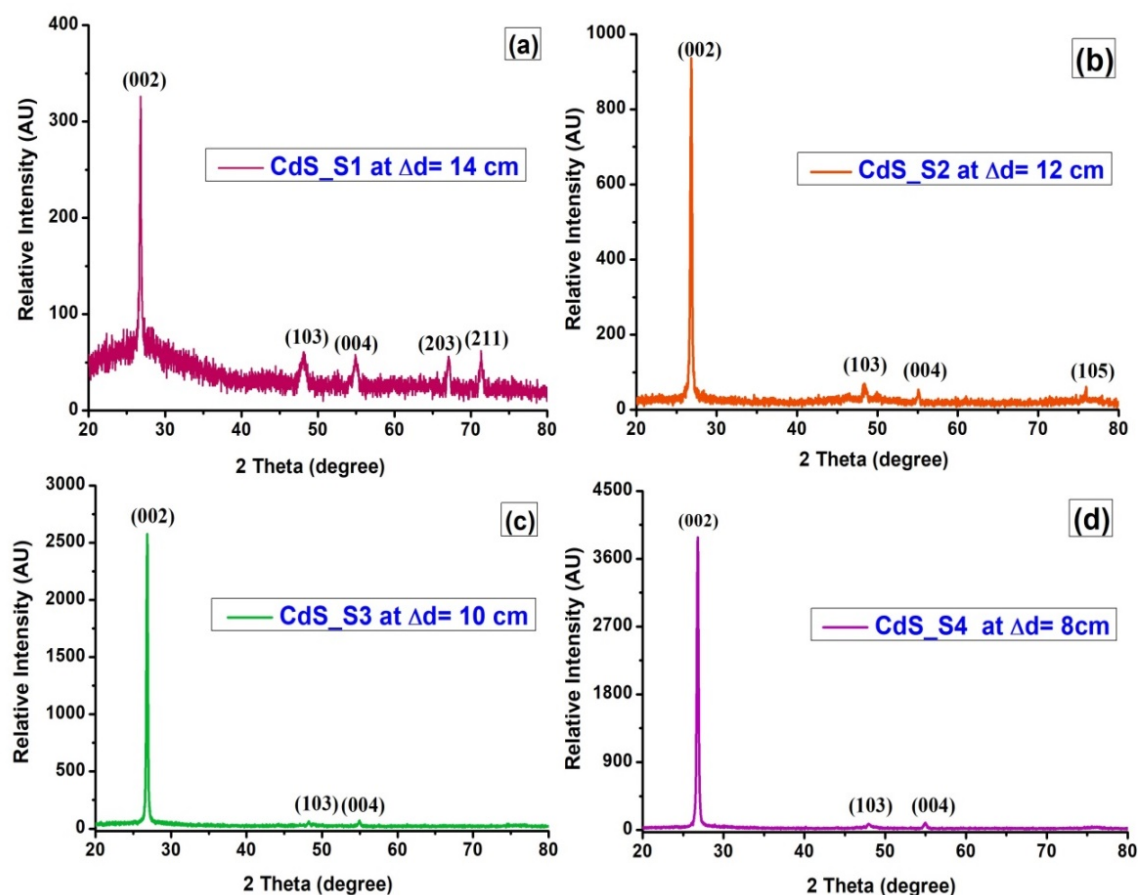 (a)
400
300
200
100
0
(002)
(103)
(004)
(203)
(211)
CdS_S1 at Δd= 14 cm
20 30 40 50 60 70 80
2 Theta (degree)
Relative Intensity (AU)
(b)
1000
800
600
400
200
0
(002)
(103)
(004)
(105)
CdS_S2 at Δd= 12 cm
20 30 40 50 60 70 80
2 Theta (degree)
Relative Intensity (AU)
(c)
3000
2500
2000
1500
1000
500
0
(002)
(103)
(004)
CdS_S3 at Δd= 10 cm
20 30 40 50 60 70 80
2 Theta (degree)
Relative Intensity (AU)
(d)
4500
3600
2700
1800
900
0
(002)
(103)
(004)
CdS_S4 at Δd= 8cm
20 30 40 50 60 70 80
2 Theta (degree)
Relative Intensity (AU)